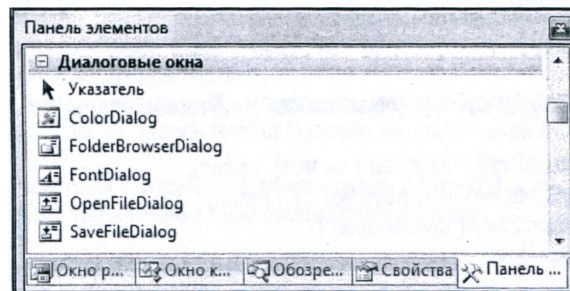 Панель элементов
Диалоговые окна
Указатель
ColorDialog
FolderBrowserDialog
FontDialog
OpenFileDialog
SaveFileDialog
Окно р... Окно к... Обозре... Свойства Панель ...